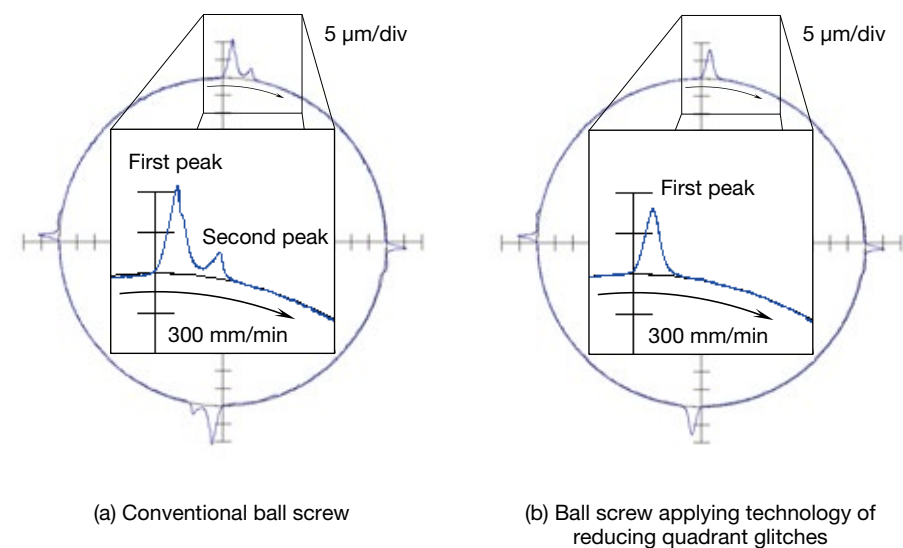 5 µm/div
First peak
Second peak
300 mm/min
(a) Conventional ball screw
5 µm/div
First peak
300 mm/min
(b) Ball screw applying technology of
reducing quadrant glitches